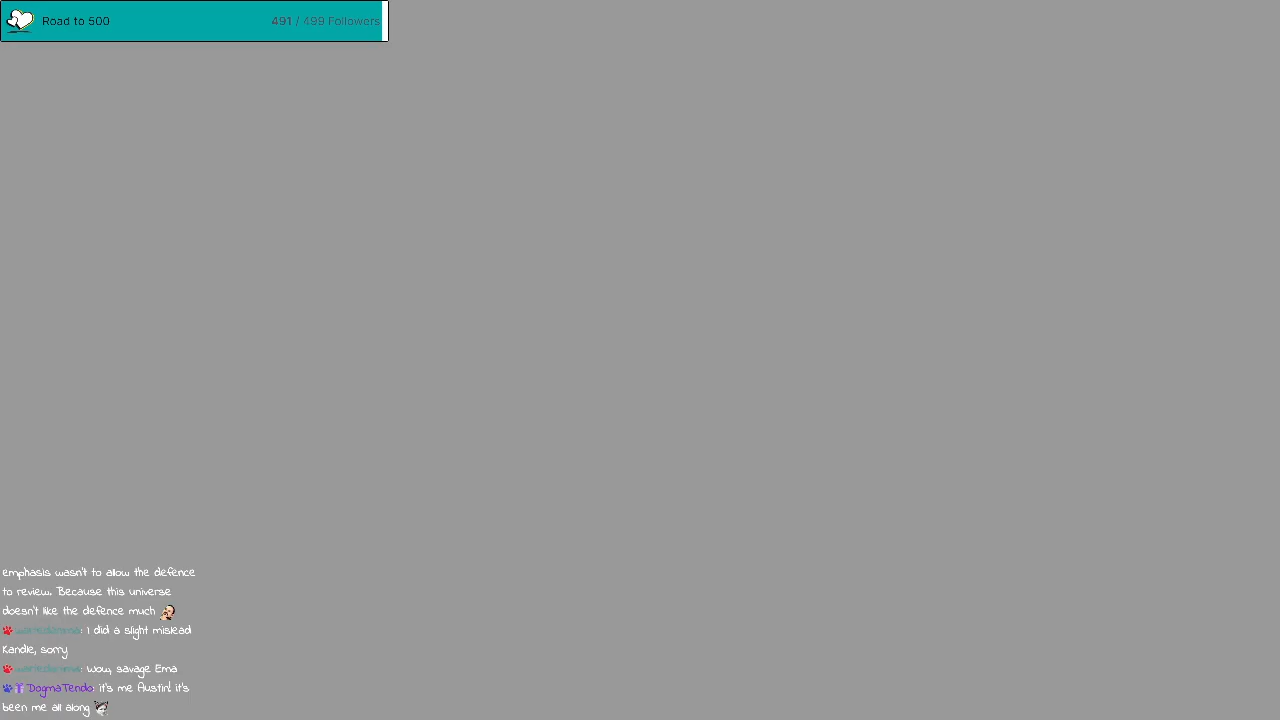 Road to 500 491 / 499 Followers
emphasis wasn't to allow the defence
to review. Because this universe
doesn't like the defence much
: I did a slight mislead
Kandle, sorry
: Wow, savage Ema
DogmaTendo: it's me Austin! it's
been me all along